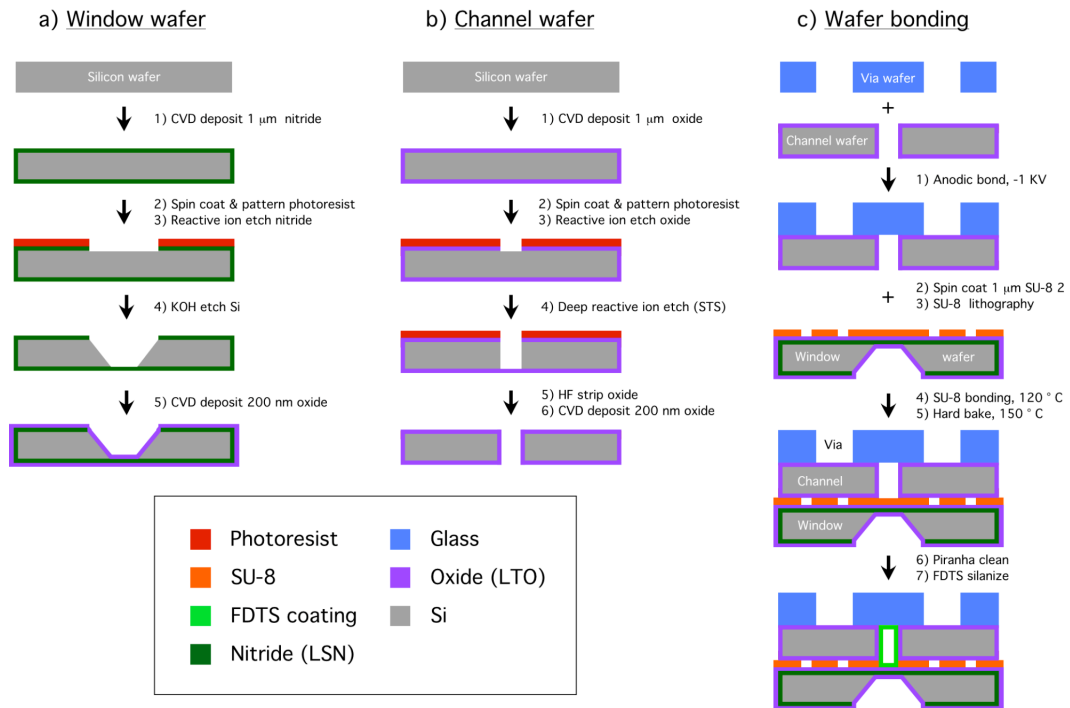 a) Window wafer
Silicon wafer
1) CVD deposit 1 μm nitride
2) Spin coat & pattern photoresist
3) Reactive ion etch nitride
4) KOH etch Si
5) CVD deposit 200 nm oxide
b) Channel wafer
Silicon wafer
1) CVD deposit 1 μm oxide
2) Spin coat & pattern photoresist
3) Reactive ion etch oxide
4) Deep reactive ion etch (STS)
5) HF strip oxide
6) CVD deposit 200 nm oxide
c) Wafer bonding
Via wafer
+
Channel wafer
1) Anodic bond, -1 KV
+
2) Spin coat 1 μm SU-8 2
3) SU-8 lithography
Window wafer
4) SU-8 bonding, 120 ° C
5) Hard bake, 150 ° C
Via
Channel
Window
6) Piranha clean
7) FDTS silanize
Photoresist
SU-8
FDTS coating
Nitride (LSN)
Glass
Oxide (LTO)
Si